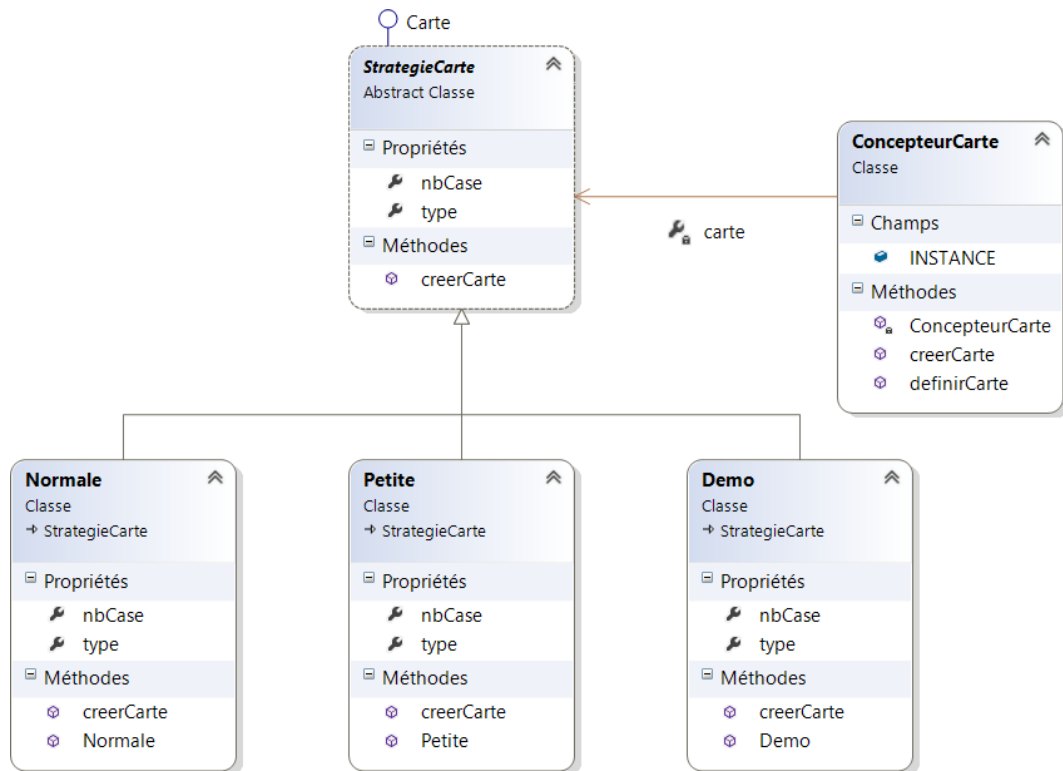 Carte
StrategieCarte
Abstract Classe
Propriétés
nbCase
type
Méthodes
creerCarte
ConcepteurCarte
Classe
Champs
INSTANCE
Méthodes
ConcepteurCarte
creerCarte
definirCarte
carte
Normale
Classe
StrategieCarte
Propriétés
nbCase
type
Méthodes
creerCarte
Normale
Petite
Classe
StrategieCarte
Propriétés
nbCase
type
Méthodes
creerCarte
Petite
Demo
Classe
StrategieCarte
Propriétés
nbCase
type
Méthodes
creerCarte
Demo